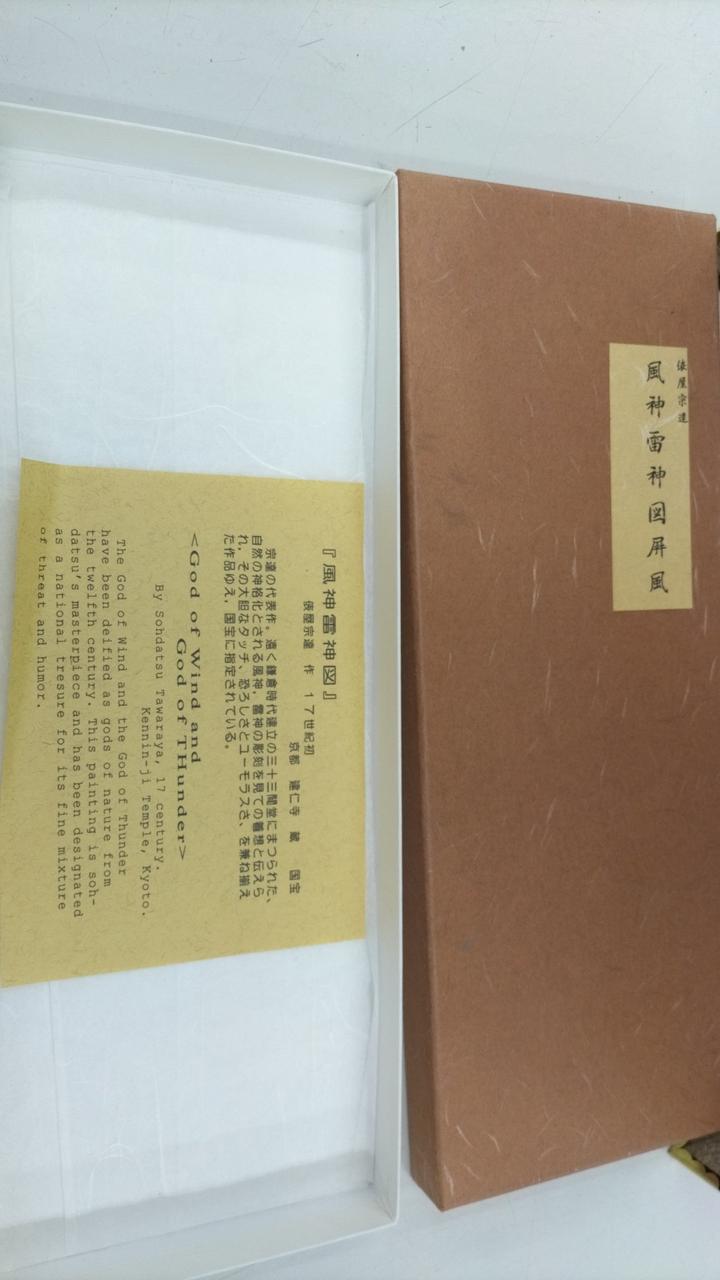 俵屋宗達
風神雷神図屏風
『風神雷神図』
俵屋宗達　作　１７世紀初
京都　建仁寺　蔵　国宝
宗達の代表作。遠く鎌倉時代建立の三十三間堂にまつられた、
自然の神格化とされる風神，雷神の彫刻を見ての着想と伝えら
れ，その大胆なタッチ、恐ろしさとユーモラスさ、を兼ね揃え
た作品ゆえ，国宝に指定されている。
<God of Wind and
God of THunder>
By Sohdatsu Tawaraya, 17 century.
Kennin-ji Temple, Kyoto.
The God of Wind and the God of Thunder
have been deified as gods of nature from
the twelfth century. This painting is soh-
datsu's masterpiece and has been designated
as a national tresure for its fine mixture
of threat and humor.